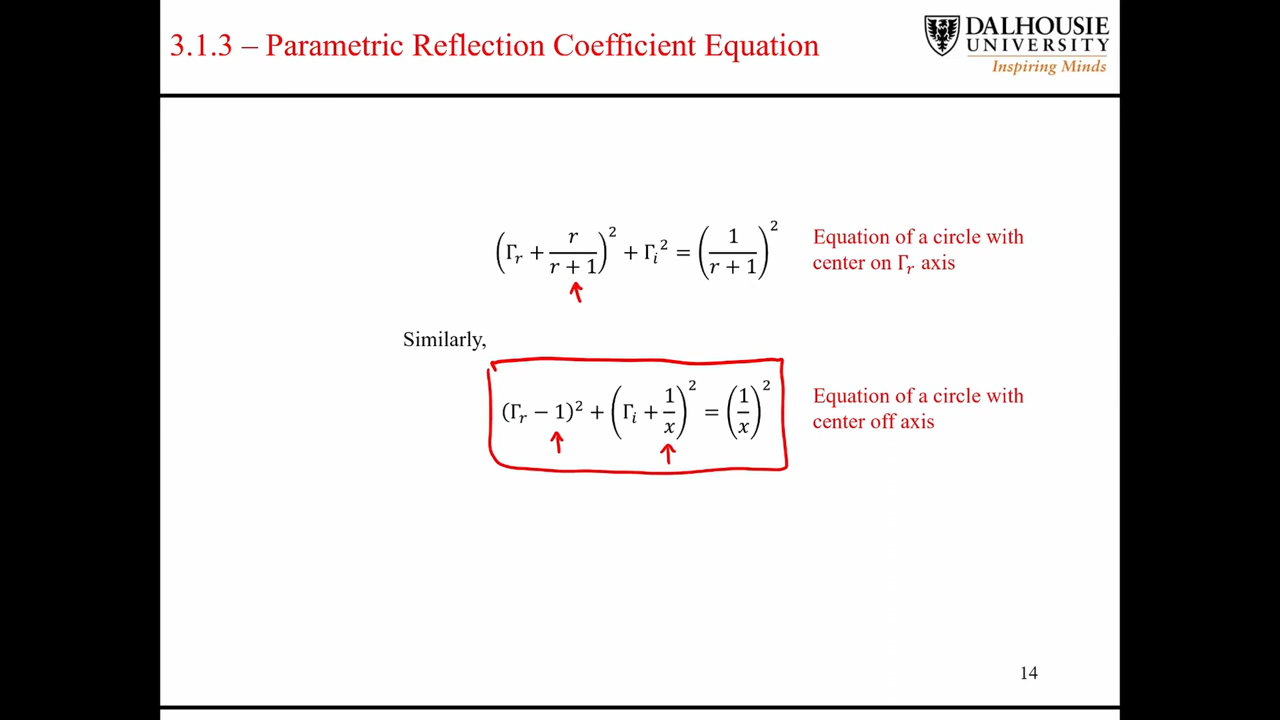 3.1.3 – Parametric Reflection Coefficient Equation
DALHOUSIE
UNIVERSITY
Inspiring Minds
(Γᵣ + r/(r + 1))² + Γᵢ² = (1/(r + 1))²
Equation of a circle with
center on Γᵣ axis
Similarly,
(Γᵣ − 1)² + (Γᵢ + 1/x)² = (1/x)²
Equation of a circle with
center off axis
14